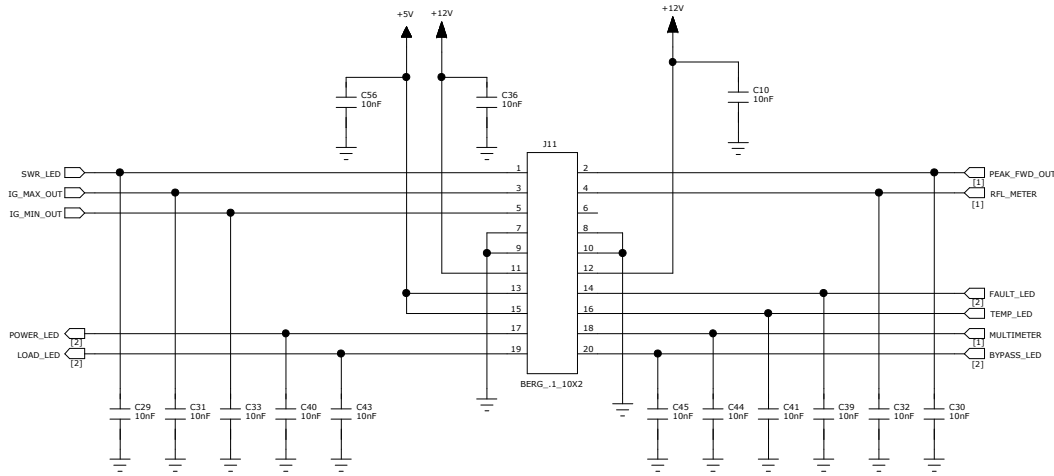 +5V
+12V
+12V
C56
10nF
C36
10nF
C10
10nF
J11
SWR_LED
1
2
PEAK_FWD_OUT
[1]
IG_MAX_OUT
3
4
RFL_METER
[1]
IG_MIN_OUT
5
6
7
8
9
10
11
12
13
14
FAULT_LED
[2]
15
16
TEMP_LED
POWER_LED
[2]
17
18
MULTIMETER
[1]
LOAD_LED
[2]
19
20
BYPASS_LED
[2]
BERG_.1_10X2
C29
10nF
C31
10nF
C33
10nF
C40
10nF
C43
10nF
C45
10nF
C44
10nF
C41
10nF
C39
10nF
C32
10nF
C30
10nF